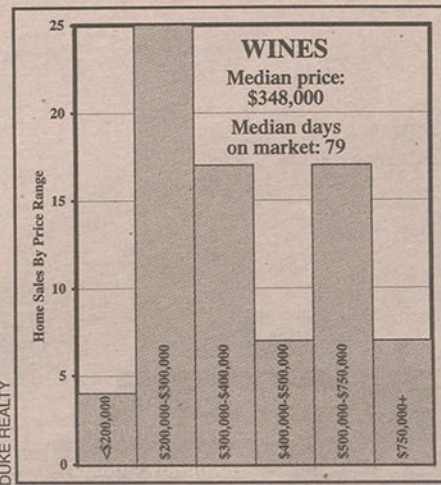 WINES
Median price:
$348,000
Median days
on market: 79
Home Sales By Price Range
25
20
15
10
5
0
<$200,000
$200,000-$300,000
$300,000-$400,000
$400,000-$500,000
$500,000-$750,000
$750,000+
DUKE REALTY